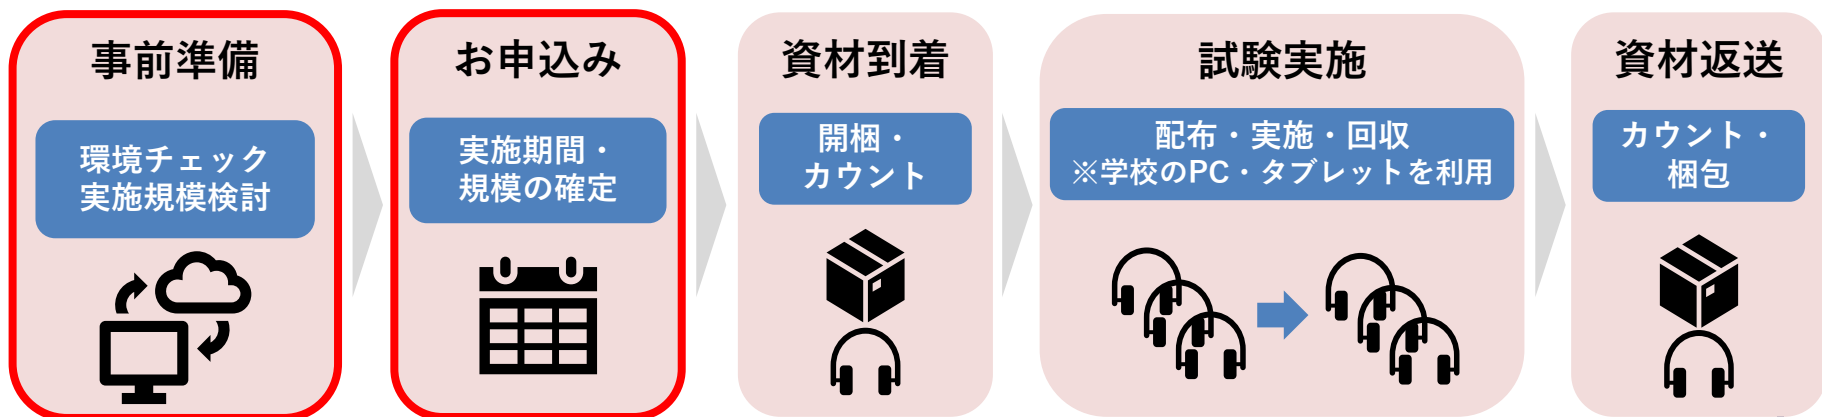 事前準備
環境チェック
実施規模検討
お申込み
実施期間・
規模の確定
資材到着
開梱・
カウント
試験実施
配布・実施・回収
※学校のPC・タブレットを利用
資材返送
カウント・
梱包